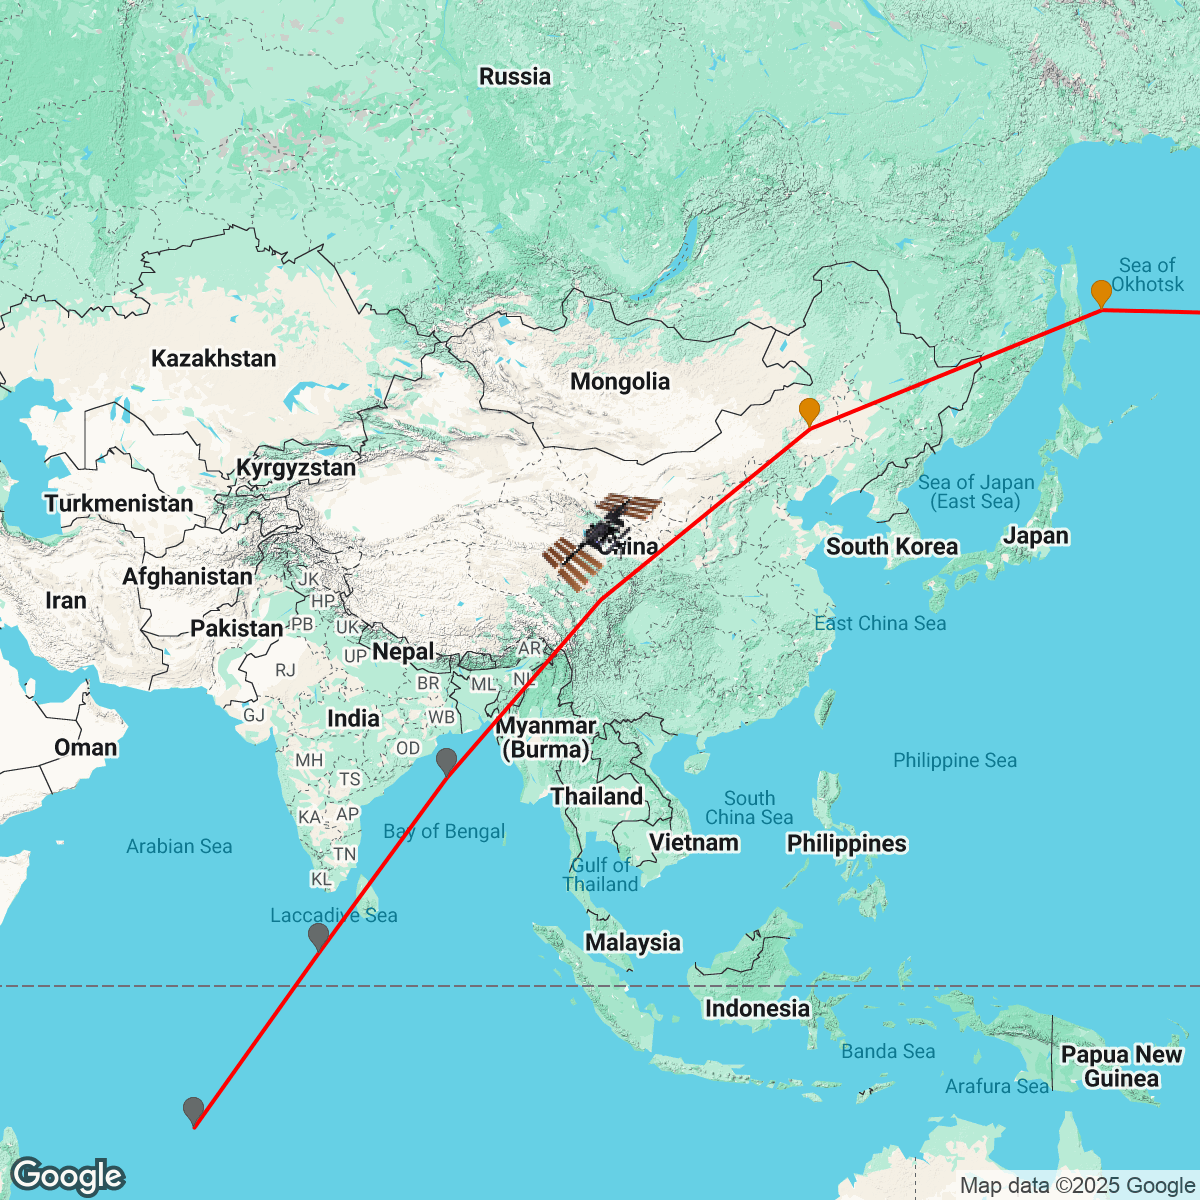 Russia
Sea of
Okhotsk
Kazakhstan
Mongolia
Kyrgyzstan
Turkmenistan
Sea of Japan
(East Sea)
Japan
South Korea
China
Afghanistan
JK
Iran
HP
PB
Pakistan
UK
East China Sea
Nepal
UP
AR
RJ
BR
ML
NL
GJ
India
WB
Myanmar
(Burma)
Oman
OD
MH
Philippine Sea
TS
Thailand
South
China Sea
KA
AP
Bay of Bengal
Arabian Sea
Vietnam
Philippines
TN
Gulf of
Thailand
KL
Laccadive Sea
Malaysia
Indonesia
Banda Sea
Papua New
Guinea
Arafura Sea
Google
Map data ©2025 Google